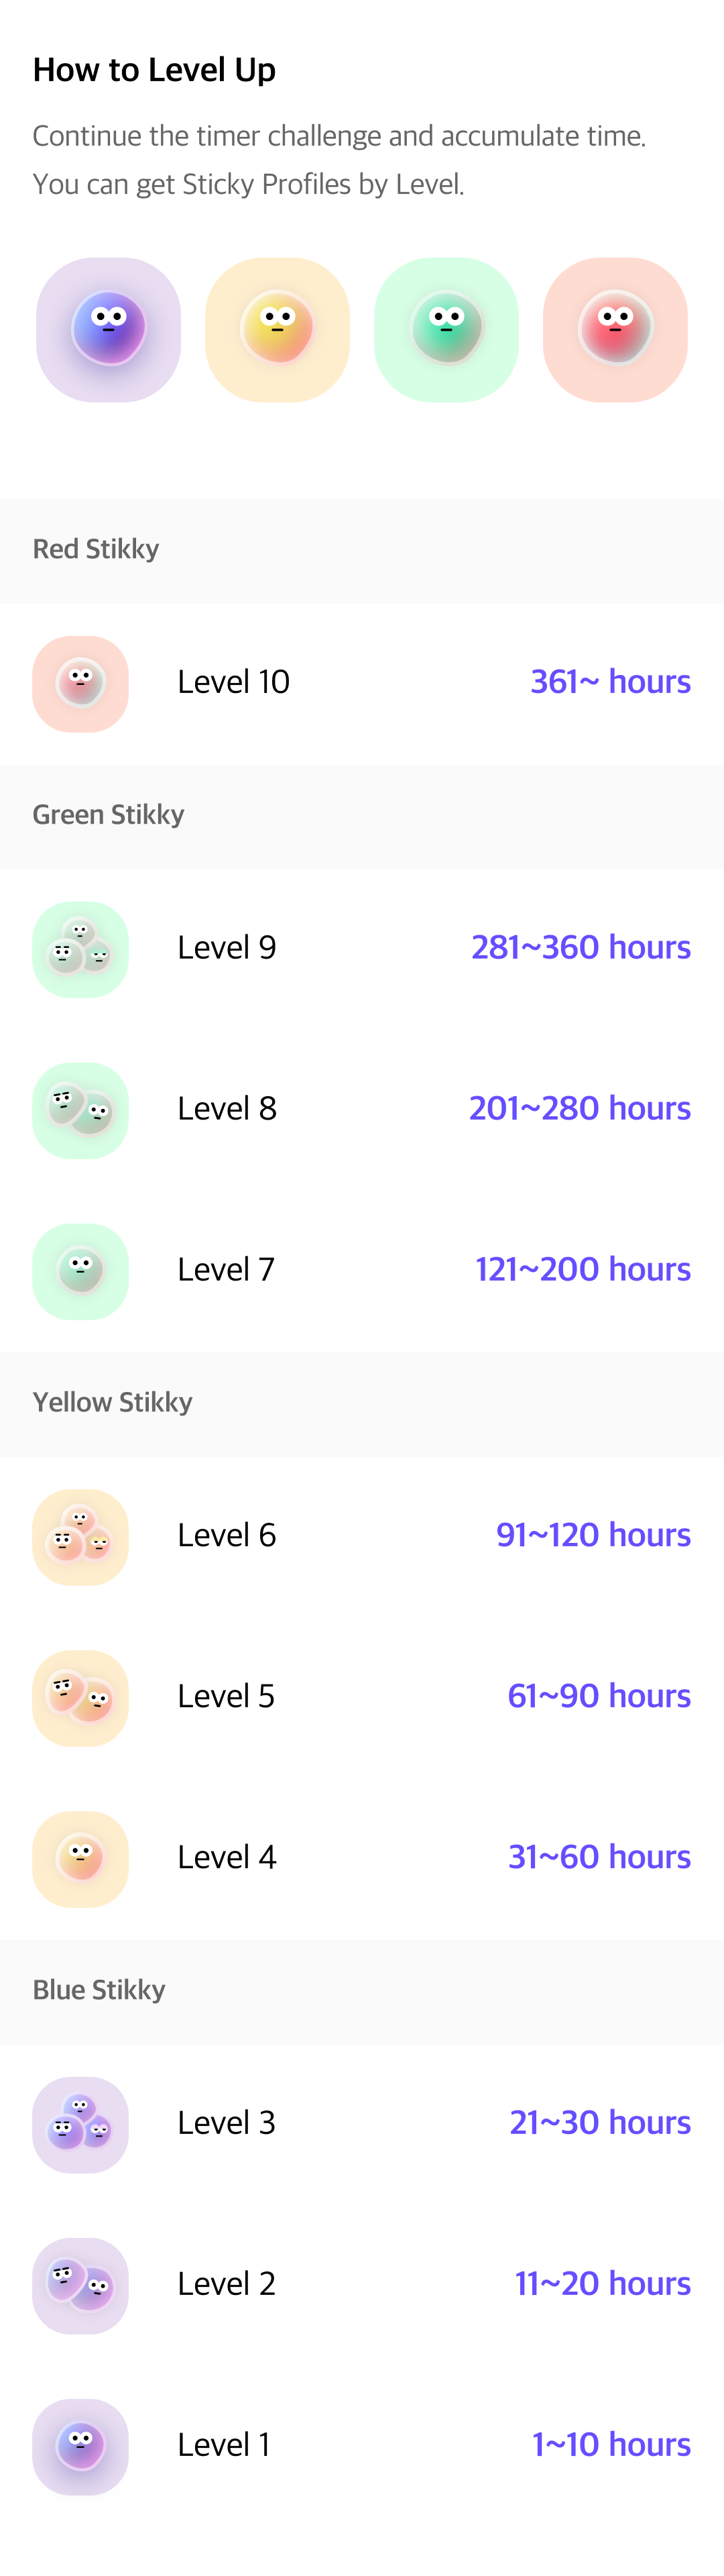 How to Level Up
Continue the timer challenge and accumulate time.
You can get Sticky Profiles by Level.
Red Stikky
Level 10 361~ hours
Green Stikky
Level 9 281~360 hours
Level 8 201~280 hours
Level 7 121~200 hours
Yellow Stikky
Level 6 91~120 hours
Level 5 61~90 hours
Level 4 31~60 hours
Blue Stikky
Level 3 21~30 hours
Level 2 11~20 hours
Level 1 1~10 hours